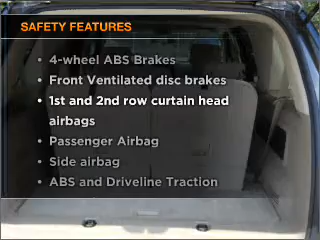 SAFETY FEATURES
• 4-wheel ABS Brakes
• Front Ventilated disc brakes
• 1st and 2nd row curtain head
airbags
• Passenger Airbag
• Side airbag
• ABS and Driveline Traction